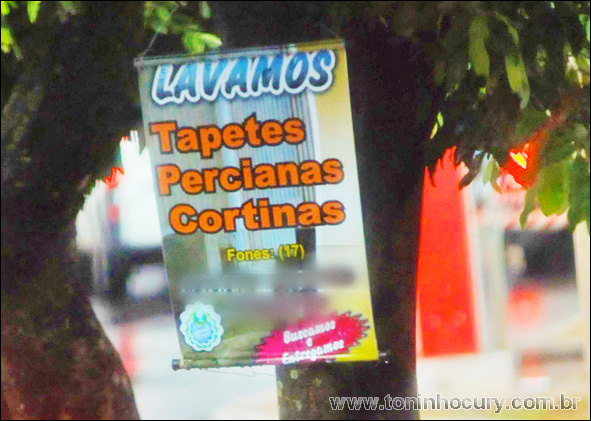 LAVAMOS
Tapetes
Percianas
Cortinas
Fones: (17)
Buscamos
e
Entregamos
www.toninhocury.com.br